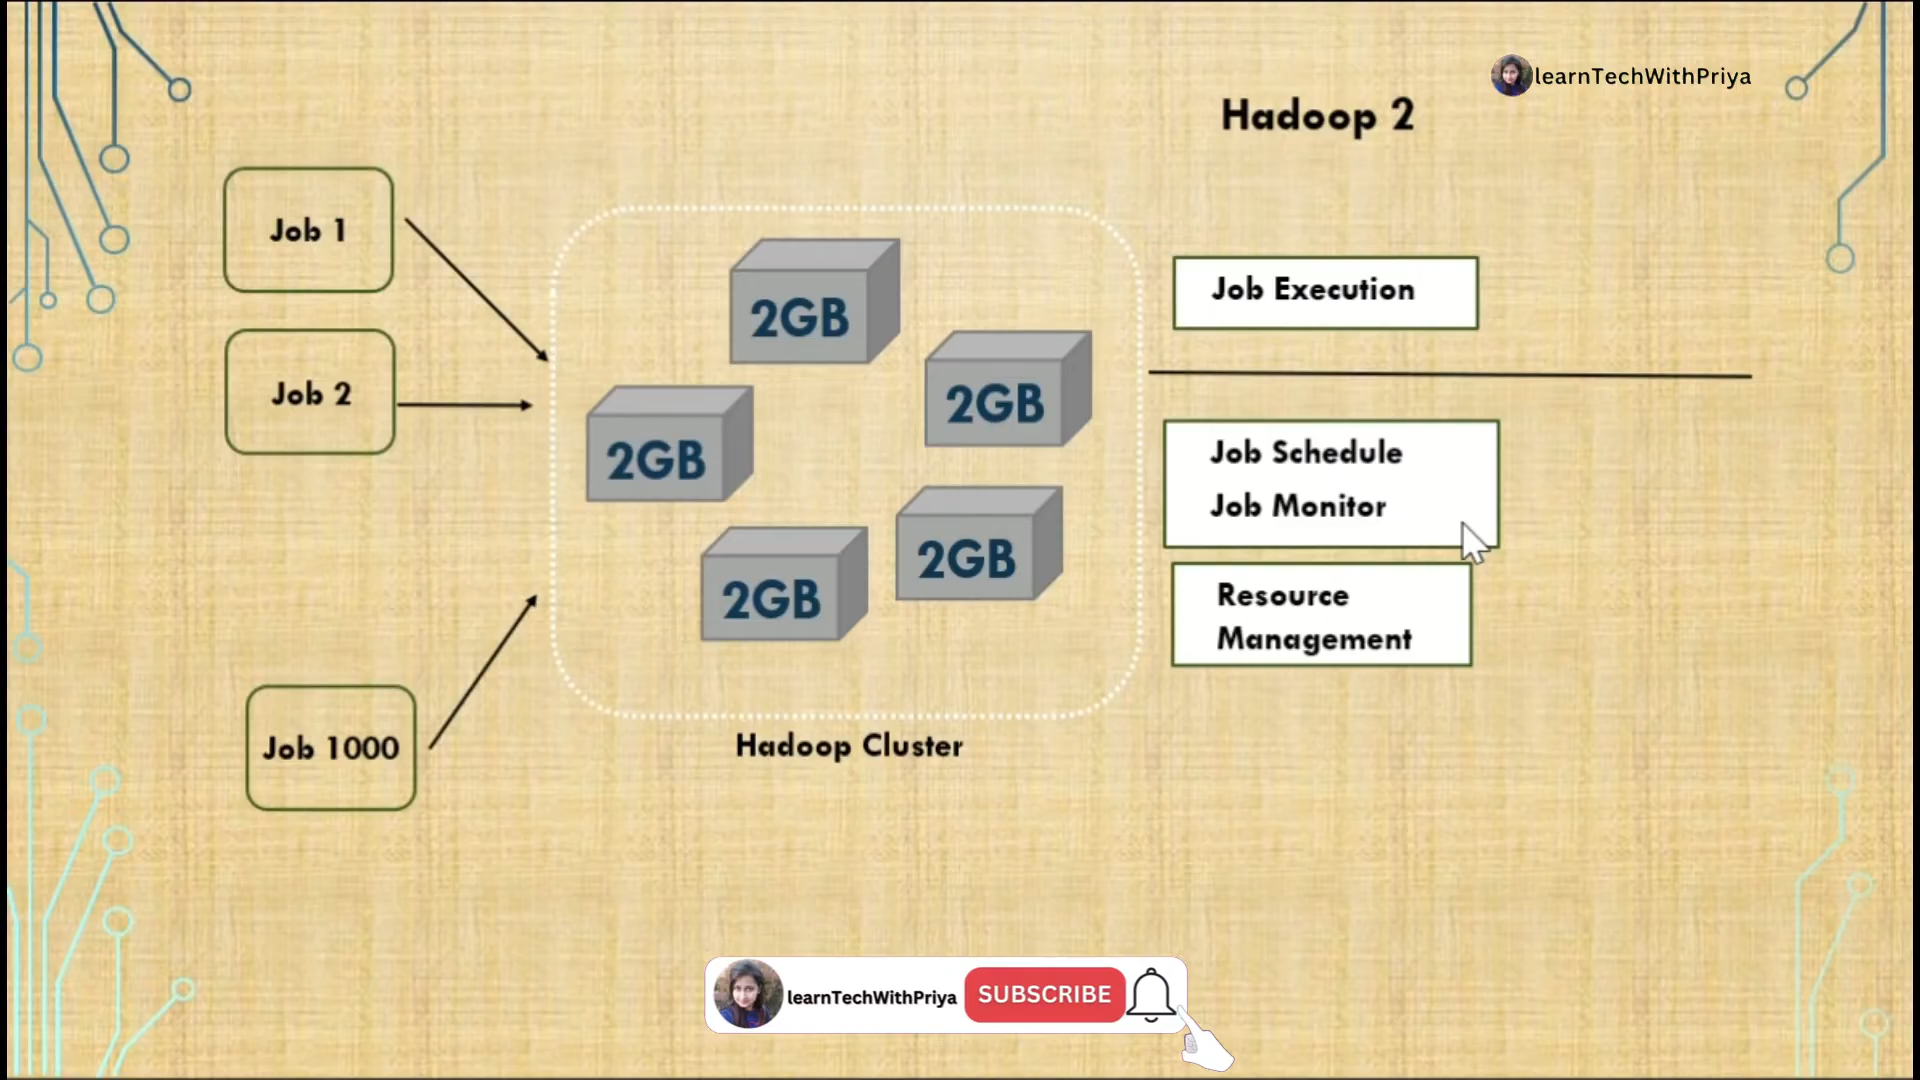 learnTechWithPriya
Hadoop 2
Job 1
Job 2
Job 1000
2GB
2GB
2GB
2GB
2GB
Hadoop Cluster
Job Execution
Job Schedule
Job Monitor
Resource
Management
learnTechWithPriya
SUBSCRIBE